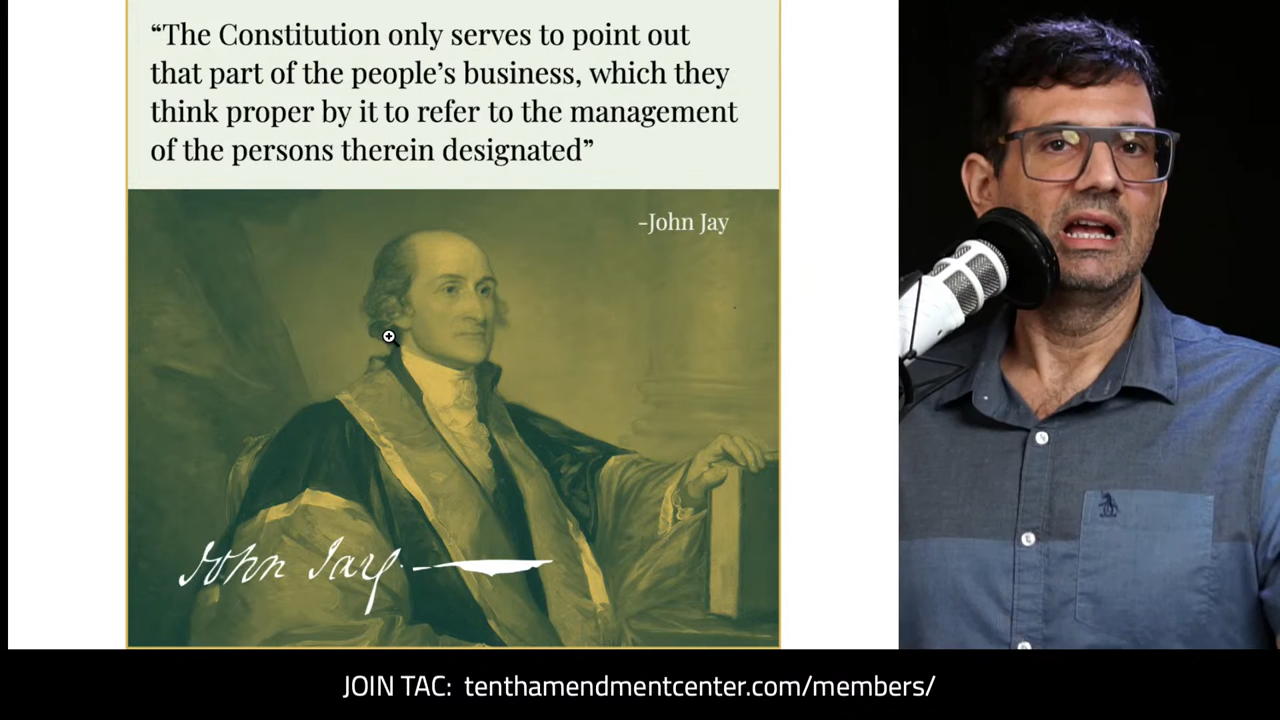 “The Constitution only serves to point out
that part of the people’s business, which they
think proper by it to refer to the management
of the persons therein designated”
-John Jay
John Jay
JOIN TAC: tenthamendmentcenter.com/members/